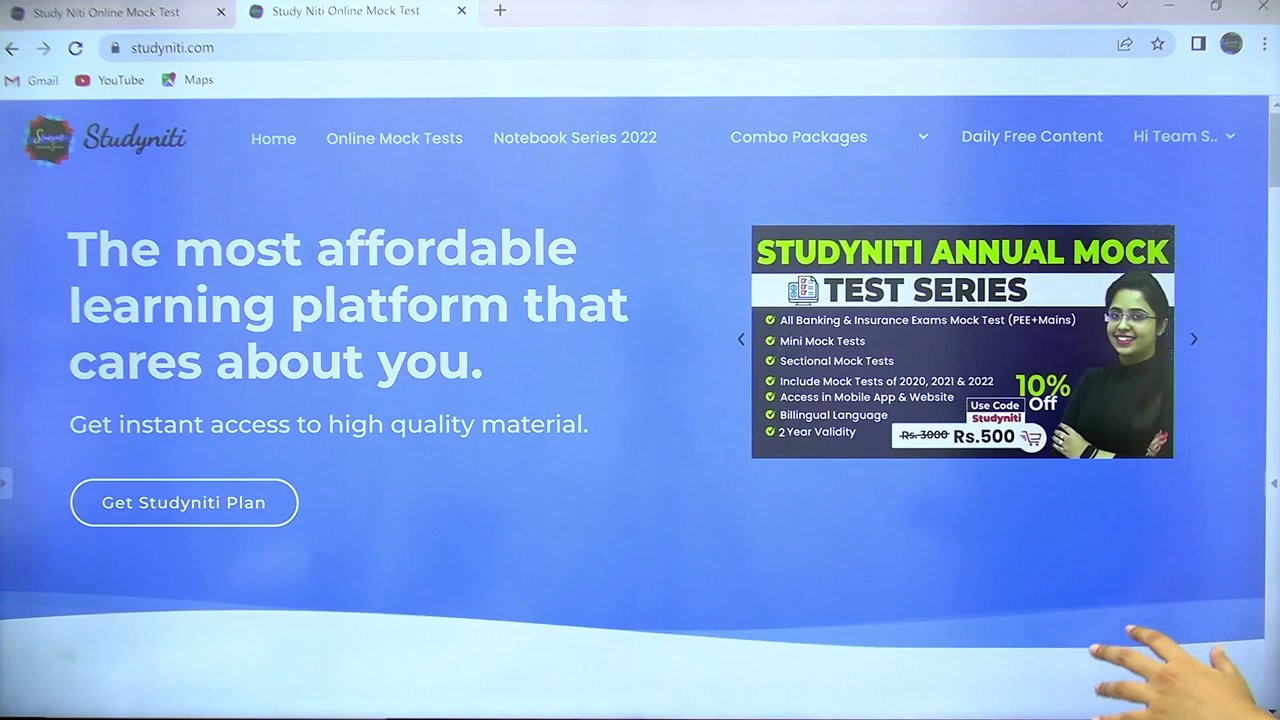 Study Niti Online Mock Test
Study Niti Online Mock Test
studyniti.com
Gmail
YouTube
Maps
Studyniti
Home
Online Mock Tests
Notebook Series 2022
Combo Packages
Daily Free Content
Hi Team S..
The most affordable
learning platform that
cares about you.
Get instant access to high quality material.
Get Studyniti Plan
STUDYNITI ANNUAL MOCK
TEST SERIES
All Banking & Insurance Exams Mock Test (PEE+Mains)
Mini Mock Tests
Sectional Mock Tests
Include Mock Tests of 2020, 2021 & 2022
Access in Mobile App & Website
Billingual Language
2 Year Validity
10%
Off
Use Code
Studyniti
Rs. 3000 Rs.500